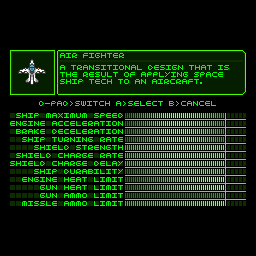 AIR FIGHTER
A TRANSITIONAL DESIGN THAT IS
THE RESULT OF APPLYING SPACE
SHIP TECH TO AN AIRCRAFT.
D-PAD>SWITCH A>SELECT B>CANCEL
SHIP MAXIMUM SPEED
ENGINE ACCELERATION
BRAKE DECELERATION
SHIP TURNING RATE
SHIELD STRENGTH
SHIELD CHARGE RATE
SHIELD CHARGE DELAY
SHIP DURABILITY
ENGINE HEAT LIMIT
GUN HEAT LIMIT
GUN AMMO LIMIT
MISSLE AMMO LIMIT